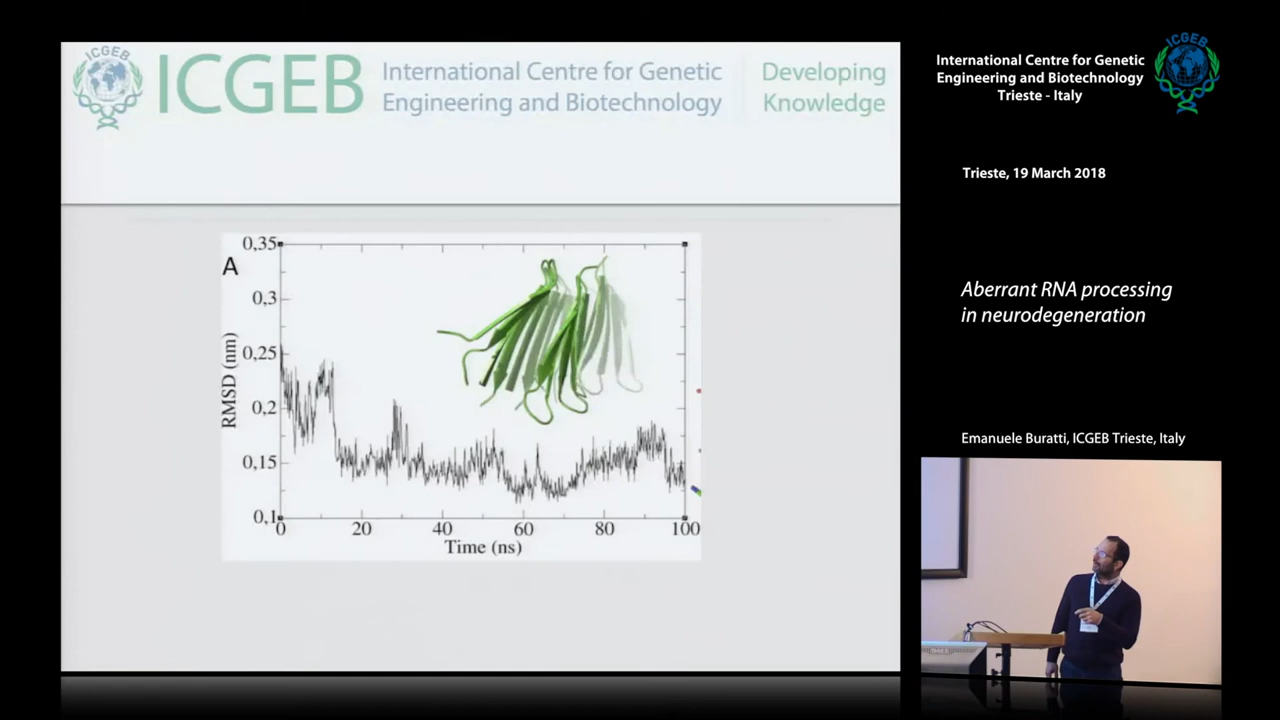 ICGEB
ICGEB
International Centre for Genetic
Engineering and Biotechnology
Developing
Knowledge
A
RMSD (nm)
0,35
0,3
0,25
0,2
0,15
0,1
0
20
40
60
80
100
Time (ns)
International Centre for Genetic
Engineering and Biotechnology
Trieste - Italy
ICGEB
Trieste, 19 March 2018
Aberrant RNA processing
in neurodegeneration
Emanuele Buratti, ICGEB Trieste, Italy